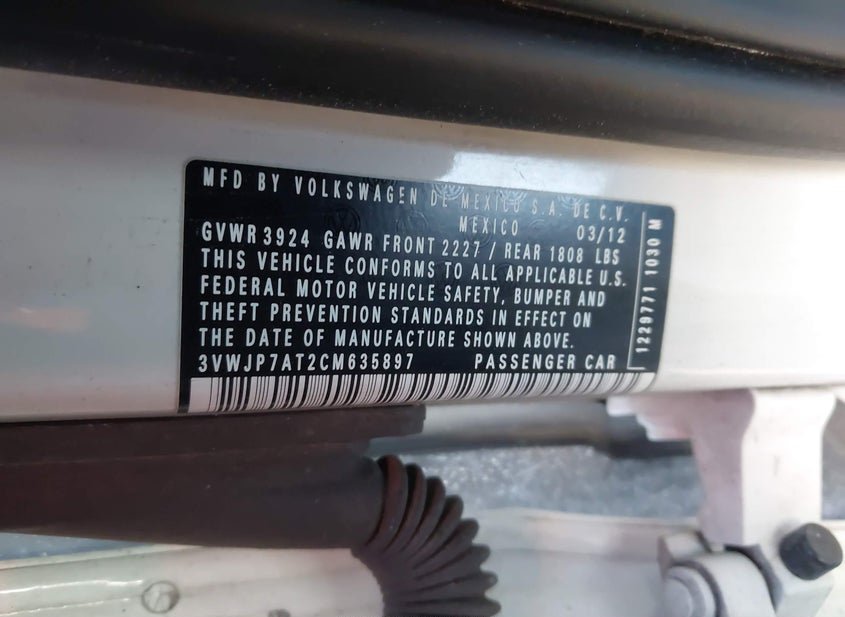 MFD BY VOLKSWAGEN DE MEXICO S.A. DE C.V.
MEXICO 03/12
GVWR 3924 GAWR FRONT 2227 / REAR 1808 LBS
THIS VEHICLE CONFORMS TO ALL APPLICABLE U.S.
FEDERAL MOTOR VEHICLE SAFETY, BUMPER AND
THEFT PREVENTION STANDARDS IN EFFECT ON
THE DATE OF MANUFACTURE SHOWN ABOVE.
3VWJP7AT2CM635897 PASSENGER CAR
1229771 1030 M